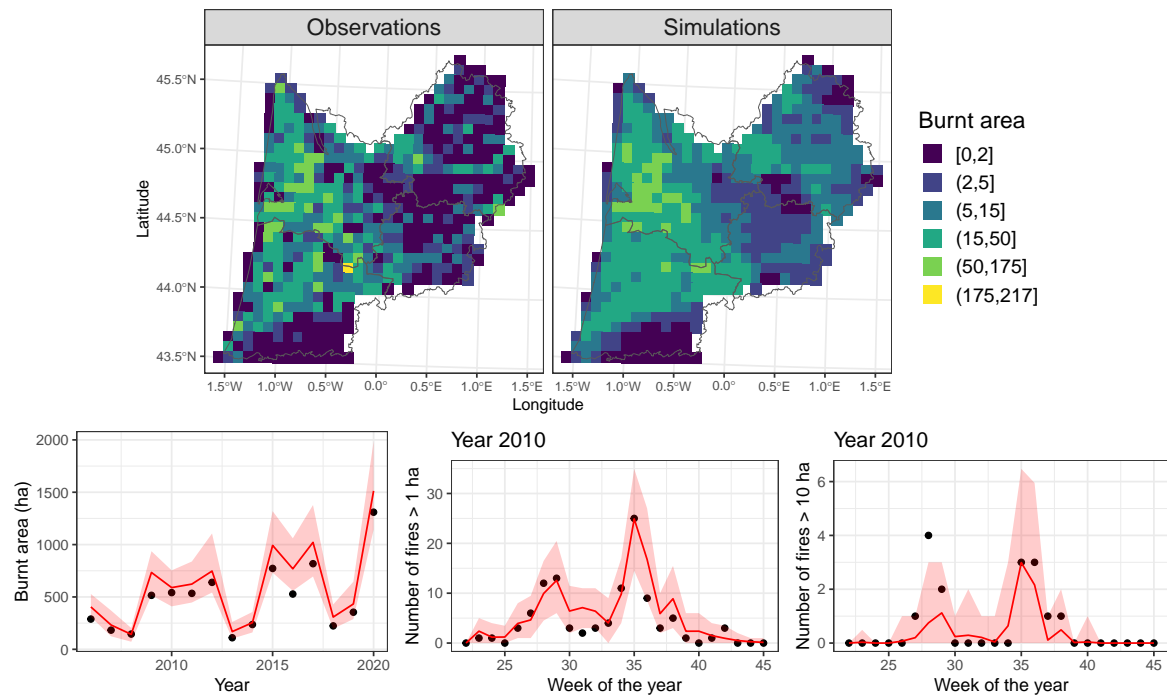 Observations
Simulations
45.5°N
45.0°N
44.5°N
44.0°N
43.5°N
Latitude
1.5°W
1.0°W
0.5°W
0.0°
0.5°E
1.0°E
1.5°E
1.5°W
1.0°W
0.5°W
0.0°
0.5°E
1.0°E
1.5°E
Longitude
Burnt area
[0,2]
(2,5]
(5,15]
(15,50]
(50,175]
(175,217]
2000
1500
1000
500
0
Burnt area (ha)
2010
2015
2020
Year
Year 2010
30
20
10
0
Number of fires > 1 ha
25
30
35
40
45
Week of the year
Year 2010
6
4
2
0
Number of fires > 10 ha
25
30
35
40
45
Week of the year